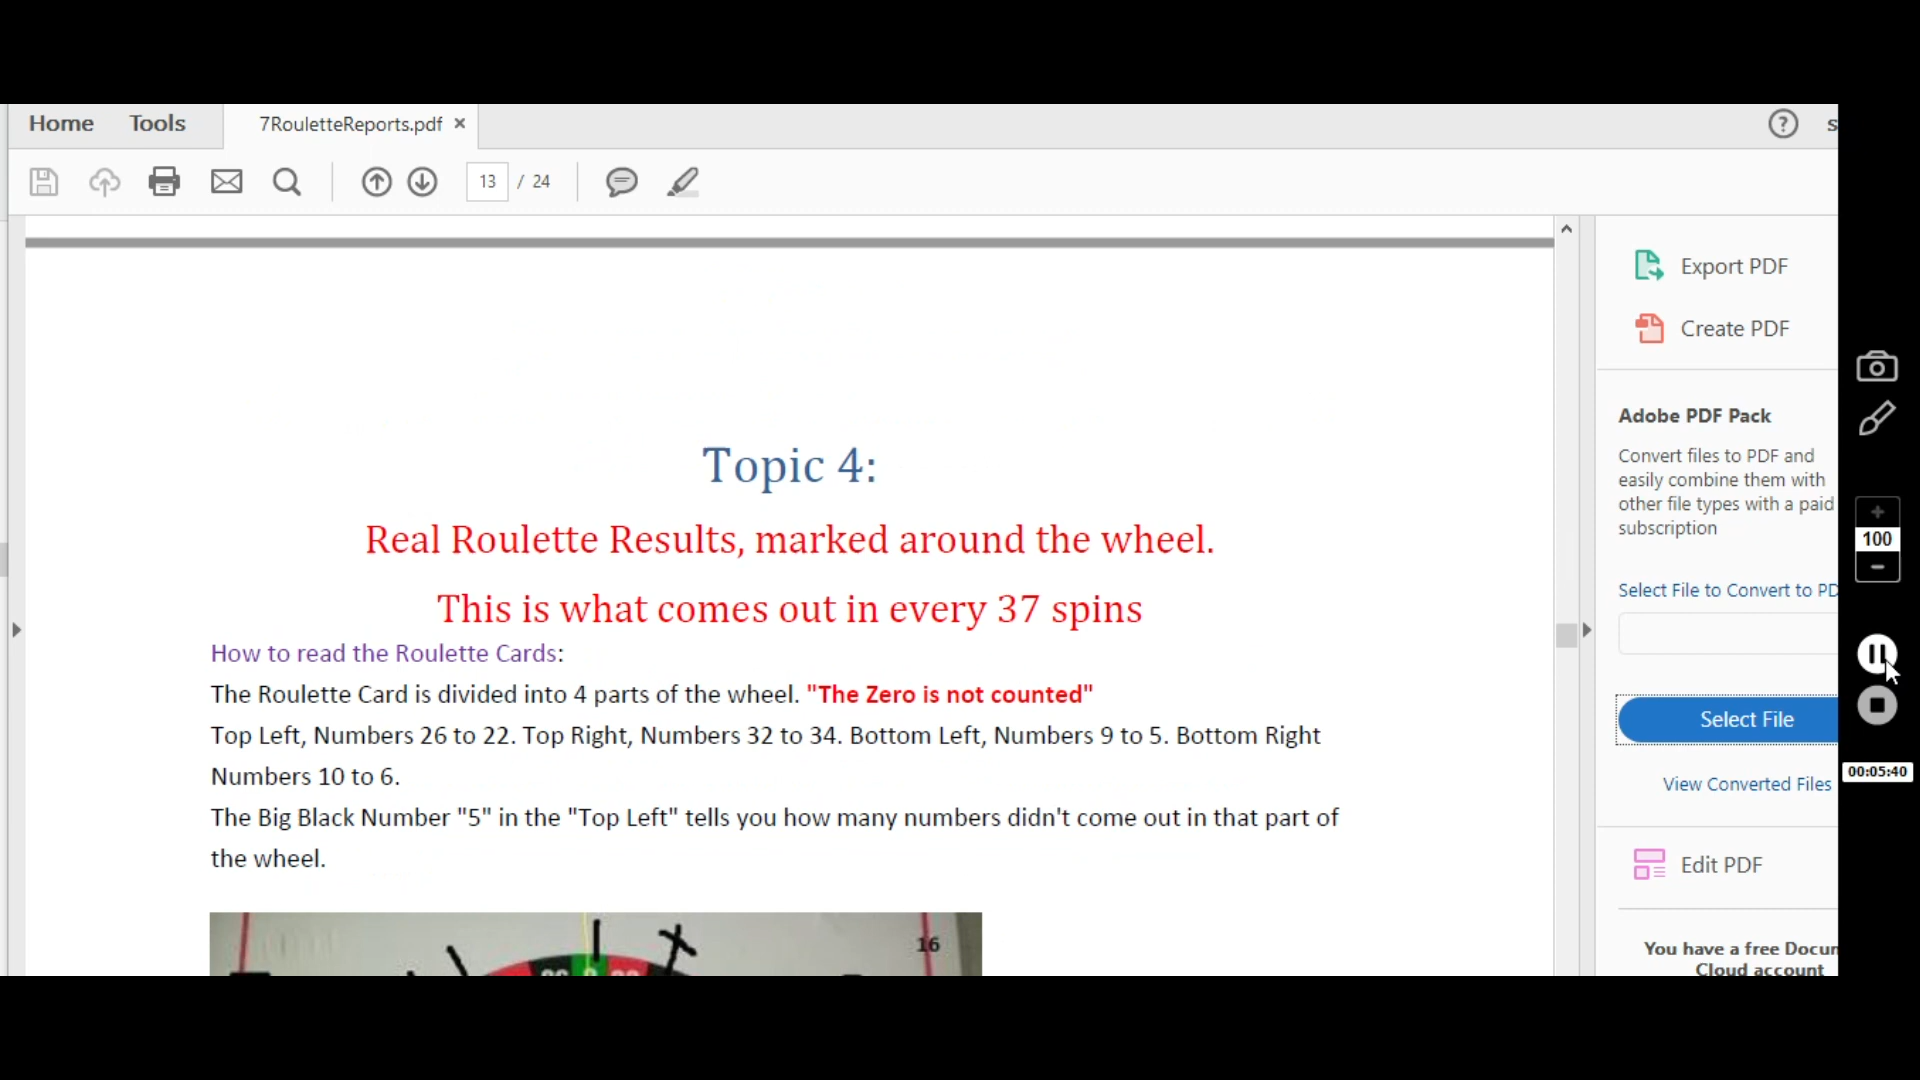 Home Tools 7RouletteReports.pdf ×
13 / 24
Export PDF
Create PDF
Adobe PDF Pack
Convert files to PDF and
easily combine them with
other file types with a paid
subscription
Select File to Convert to PD
Select File
View Converted Files
Edit PDF
You have a free Docum
Cloud account
100
00:05:40
Topic 4:
Real Roulette Results, marked around the wheel.
This is what comes out in every 37 spins
How to read the Roulette Cards:
The Roulette Card is divided into 4 parts of the wheel. "The Zero is not counted"
Top Left, Numbers 26 to 22. Top Right, Numbers 32 to 34. Bottom Left, Numbers 9 to 5. Bottom Right
Numbers 10 to 6.
The Big Black Number "5" in the "Top Left" tells you how many numbers didn't come out in that part of
the wheel.
16